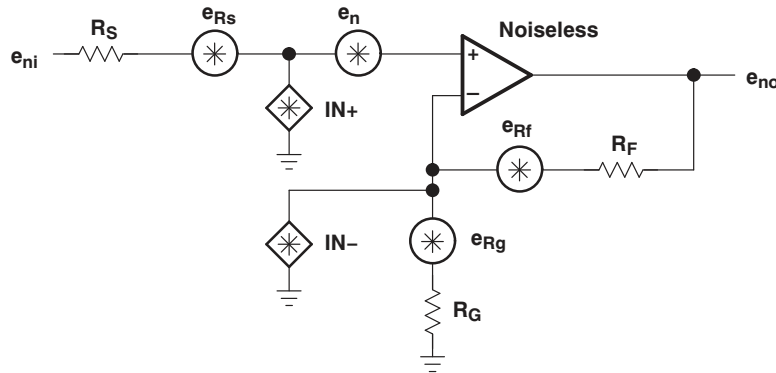 eRs
en
Noiseless
RS
eni
+
−
eno
IN+
eRf
RF
IN−
eRg
RG